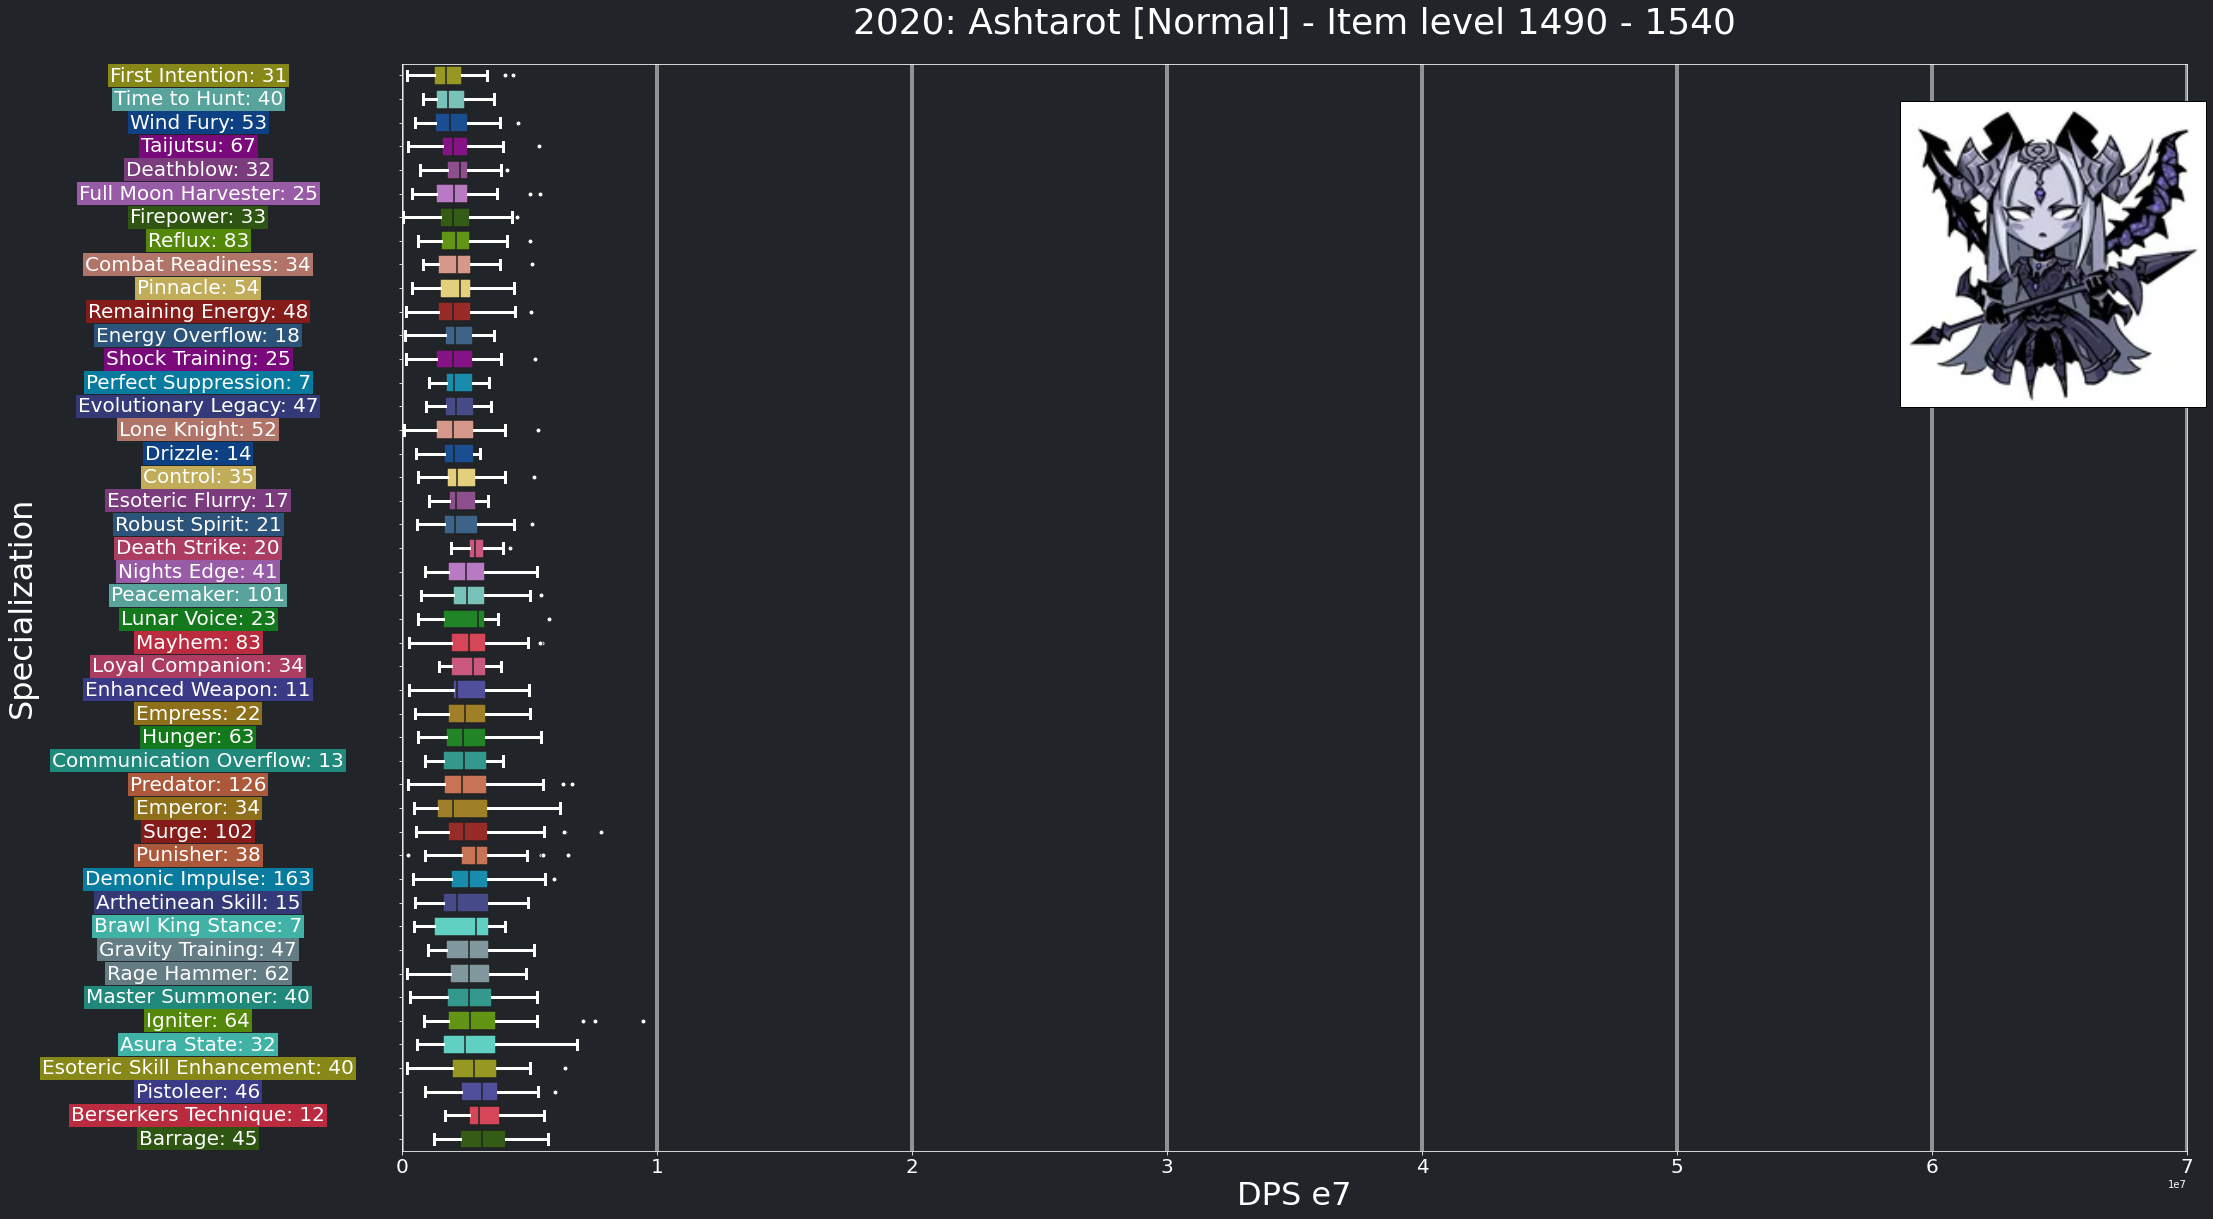 2020: Ashtarot [Normal] - Item level 1490 - 1540
Specialization
First Intention: 31
Time to Hunt: 40
Wind Fury: 53
Taijutsu: 67
Deathblow: 32
Full Moon Harvester: 25
Firepower: 33
Reflux: 83
Combat Readiness: 34
Pinnacle: 54
Remaining Energy: 48
Energy Overflow: 18
Shock Training: 25
Perfect Suppression: 7
Evolutionary Legacy: 47
Lone Knight: 52
Drizzle: 14
Control: 35
Esoteric Flurry: 17
Robust Spirit: 21
Death Strike: 20
Nights Edge: 41
Peacemaker: 101
Lunar Voice: 23
Mayhem: 83
Loyal Companion: 34
Enhanced Weapon: 11
Empress: 22
Hunger: 63
Communication Overflow: 13
Predator: 126
Emperor: 34
Surge: 102
Punisher: 38
Demonic Impulse: 163
Arthetinean Skill: 15
Brawl King Stance: 7
Gravity Training: 47
Rage Hammer: 62
Master Summoner: 40
Igniter: 64
Asura State: 32
Esoteric Skill Enhancement: 40
Pistoleer: 46
Berserkers Technique: 12
Barrage: 45
0 1 2 3 4 5 6 7
1e7
DPS e7